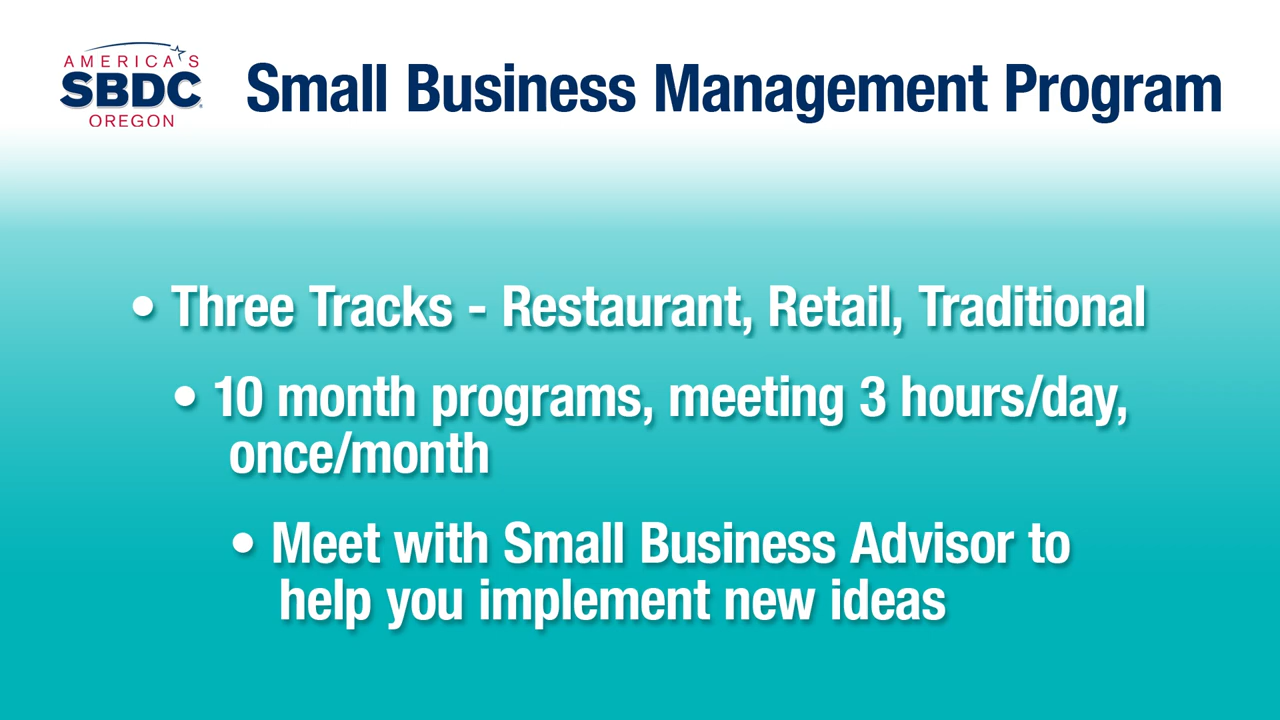 AMERICA'S
SBDC
OREGON
Small Business Management Program
• Three Tracks - Restaurant, Retail, Traditional
• 10 month programs, meeting 3 hours/day,
once/month
• Meet with Small Business Advisor to
help you implement new ideas